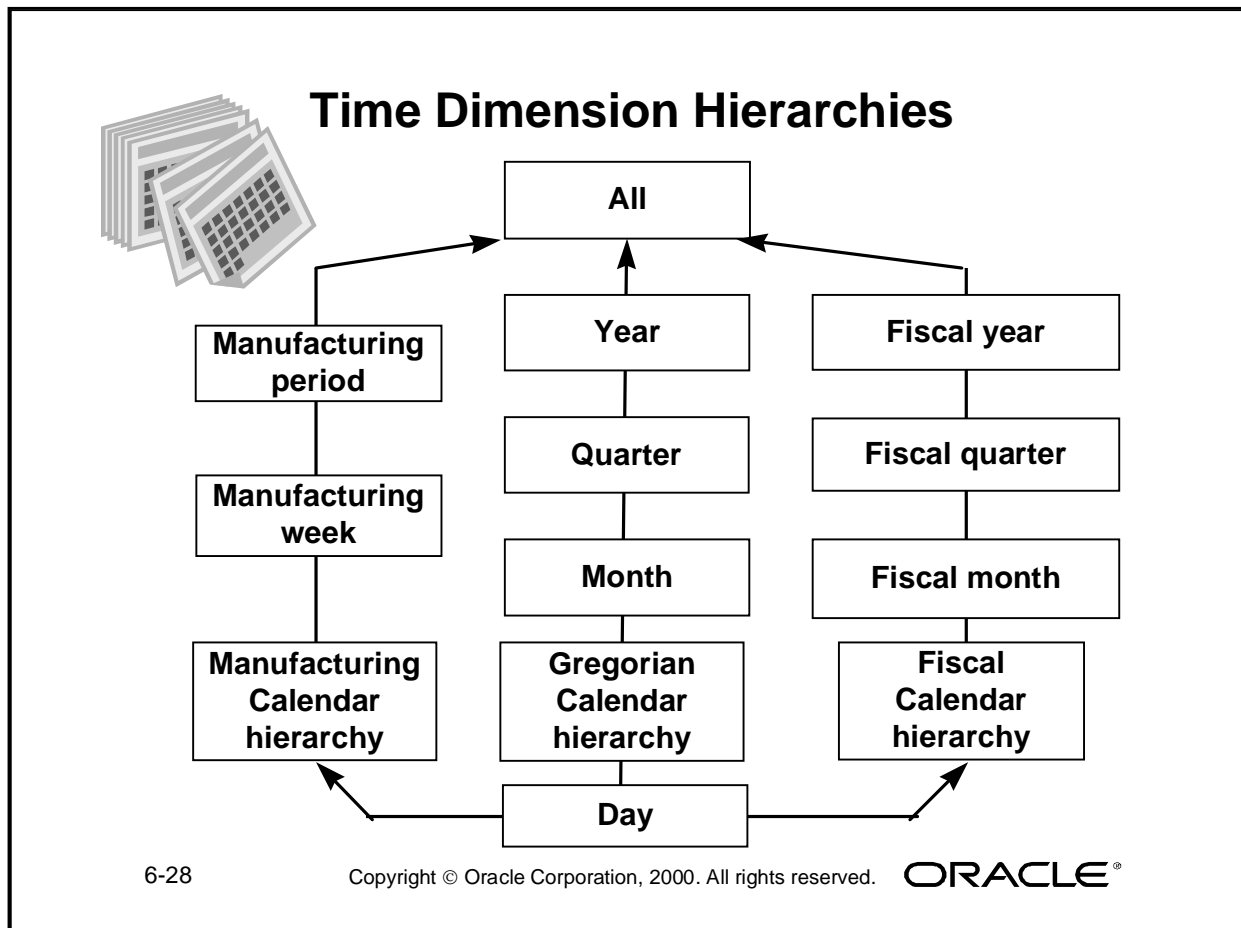 Time Dimension Hierarchies
All
Manufacturing
period
Year
Fiscal year
Quarter
Fiscal quarter
Manufacturing
week
Month
Fiscal month
Manufacturing
Calendar
hierarchy
Gregorian
Calendar
hierarchy
Fiscal
Calendar
hierarchy
Day
6-28
Copyright © Oracle Corporation, 2000. All rights reserved.
ORACLE®